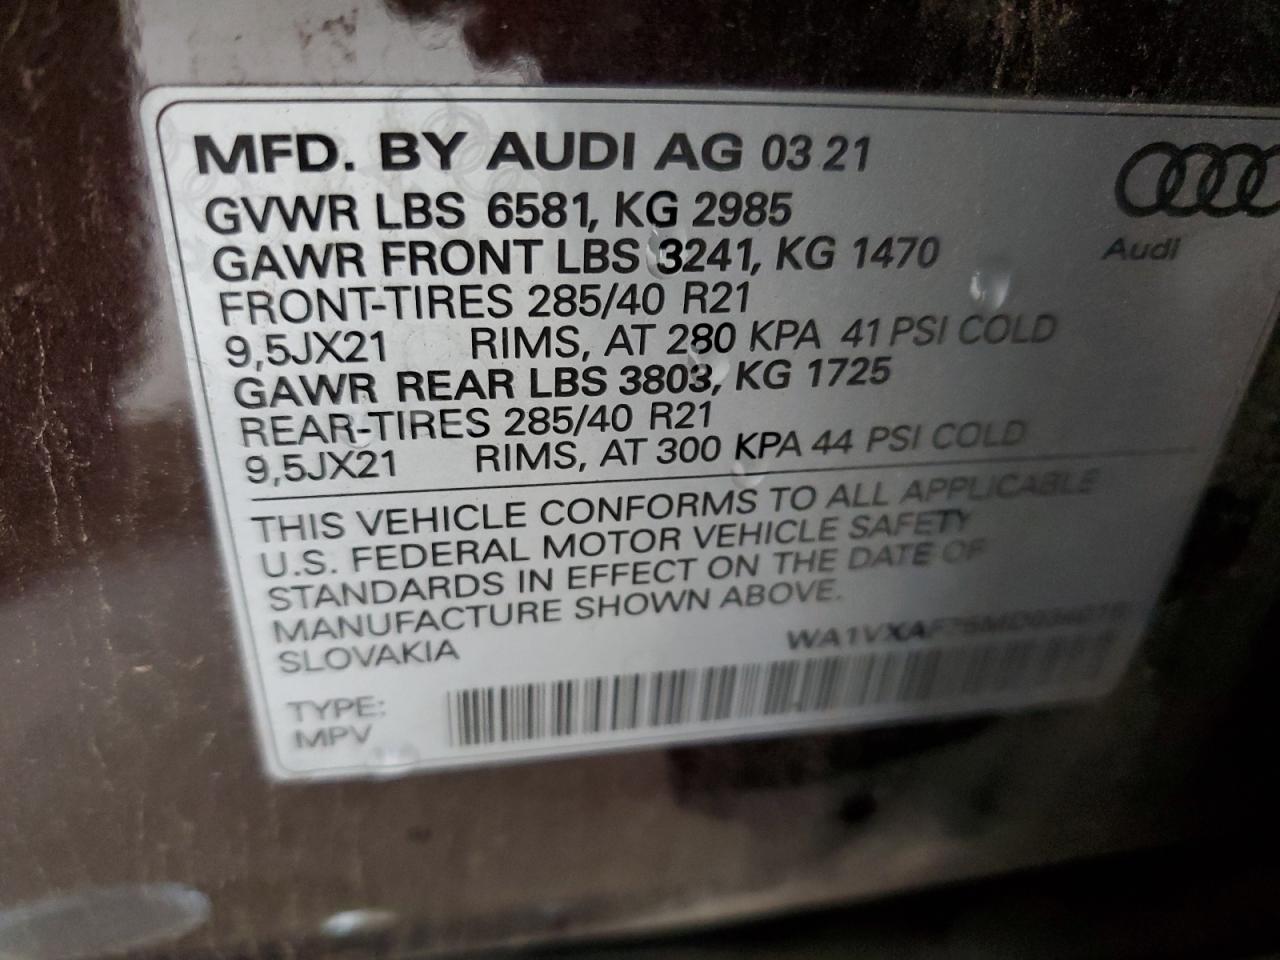 MFD. BY AUDI AG 03 21
GVWR LBS 6581, KG 2985
GAWR FRONT LBS 3241, KG 1470
FRONT-TIRES 285/40 R21
9,5JX21 RIMS, AT 280 KPA 41 PSI COLD
GAWR REAR LBS 3803, KG 1725
REAR-TIRES 285/40 R21
9,5JX21 RIMS, AT 300 KPA 44 PSI COLD
Audi
THIS VEHICLE CONFORMS TO ALL APPLICABLE
U.S. FEDERAL MOTOR VEHICLE SAFETY
STANDARDS IN EFFECT ON THE DATE OF
MANUFACTURE SHOWN ABOVE.
SLOVAKIA
TYPE:
MPV